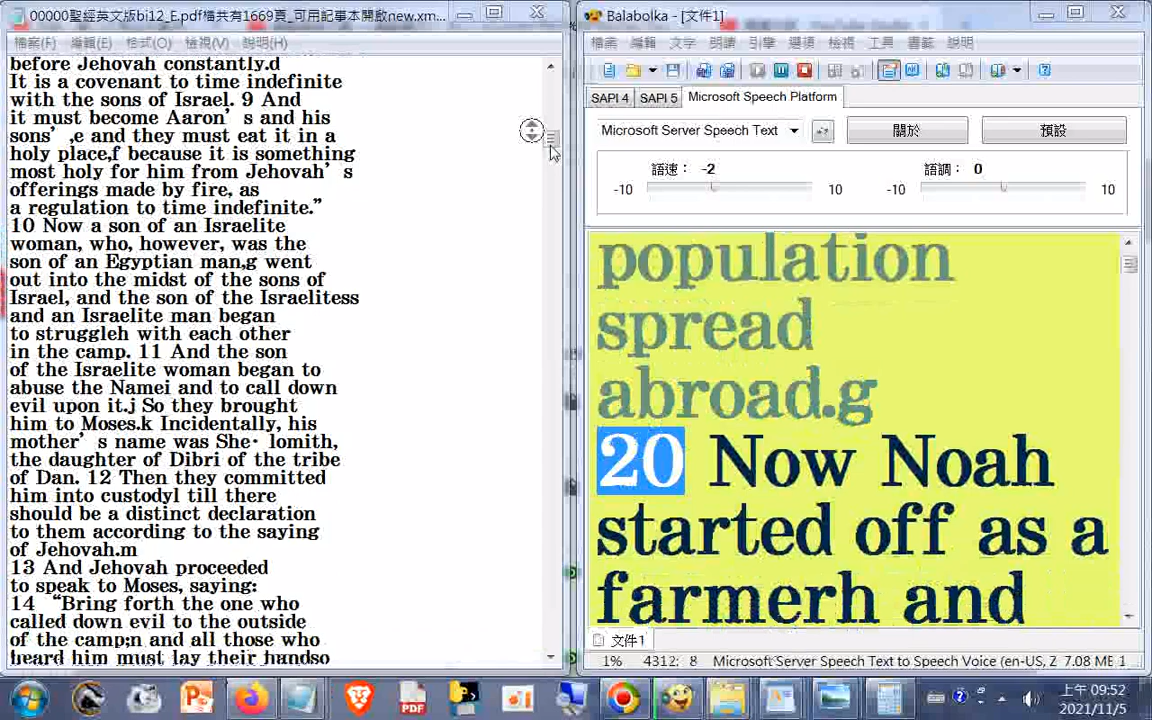 00000聖經英文版bi12_E.pdf檔共有1669頁_可用記事本開啟new.xm...
檔案(F) 編輯(E) 格式(O) 檢視(V) 說明(H)
before Jehovah constantly.d
It is a covenant to time indefinite
with the sons of Israel. 9 And
it must become Aaron’s and his
sons’,e and they must eat it in a
holy place,f because it is something
most holy for him from Jehovah’s
offerings made by fire, as
a regulation to time indefinite.”
10 Now a son of an Israelite
woman, who, however, was the
son of an Egyptian man,g went
out into the midst of the sons of
Israel, and the son of the Israelitess
and an Israelite man began
to struggleh with each other
in the camp. 11 And the son
of the Israelite woman began to
abuse the Namei and to call down
evil upon it.j So they brought
him to Moses.k Incidentally, his
mother’s name was She· lomith,
the daughter of Dibri of the tribe
of Dan. 12 Then they committed
him into custodyl till there
should be a distinct declaration
to them according to the saying
of Jehovah.m
13 And Jehovah proceeded
to speak to Moses, saying:
14 “Bring forth the one who
called down evil to the outside
of the camp;n and all those who
heard him must lay their handso
Balabolka - [文件1]
檔案 編輯 文字 朗讀 引擎 選項 檢視 工具 書籤 說明
SAPI 4 SAPI 5 Microsoft Speech Platform
Microsoft Server Speech Text 關於 預設
語速： -2 語調： 0
-10 10 -10 10
population
spread
abroad.g
20 Now Noah
started off as a
farmerh and
文件1
1% 4312: 8 Microsoft Server Speech Text to Speech Voice (en-US, Z 7.08 MB 1
PDF
上午 09:52
2021/11/5